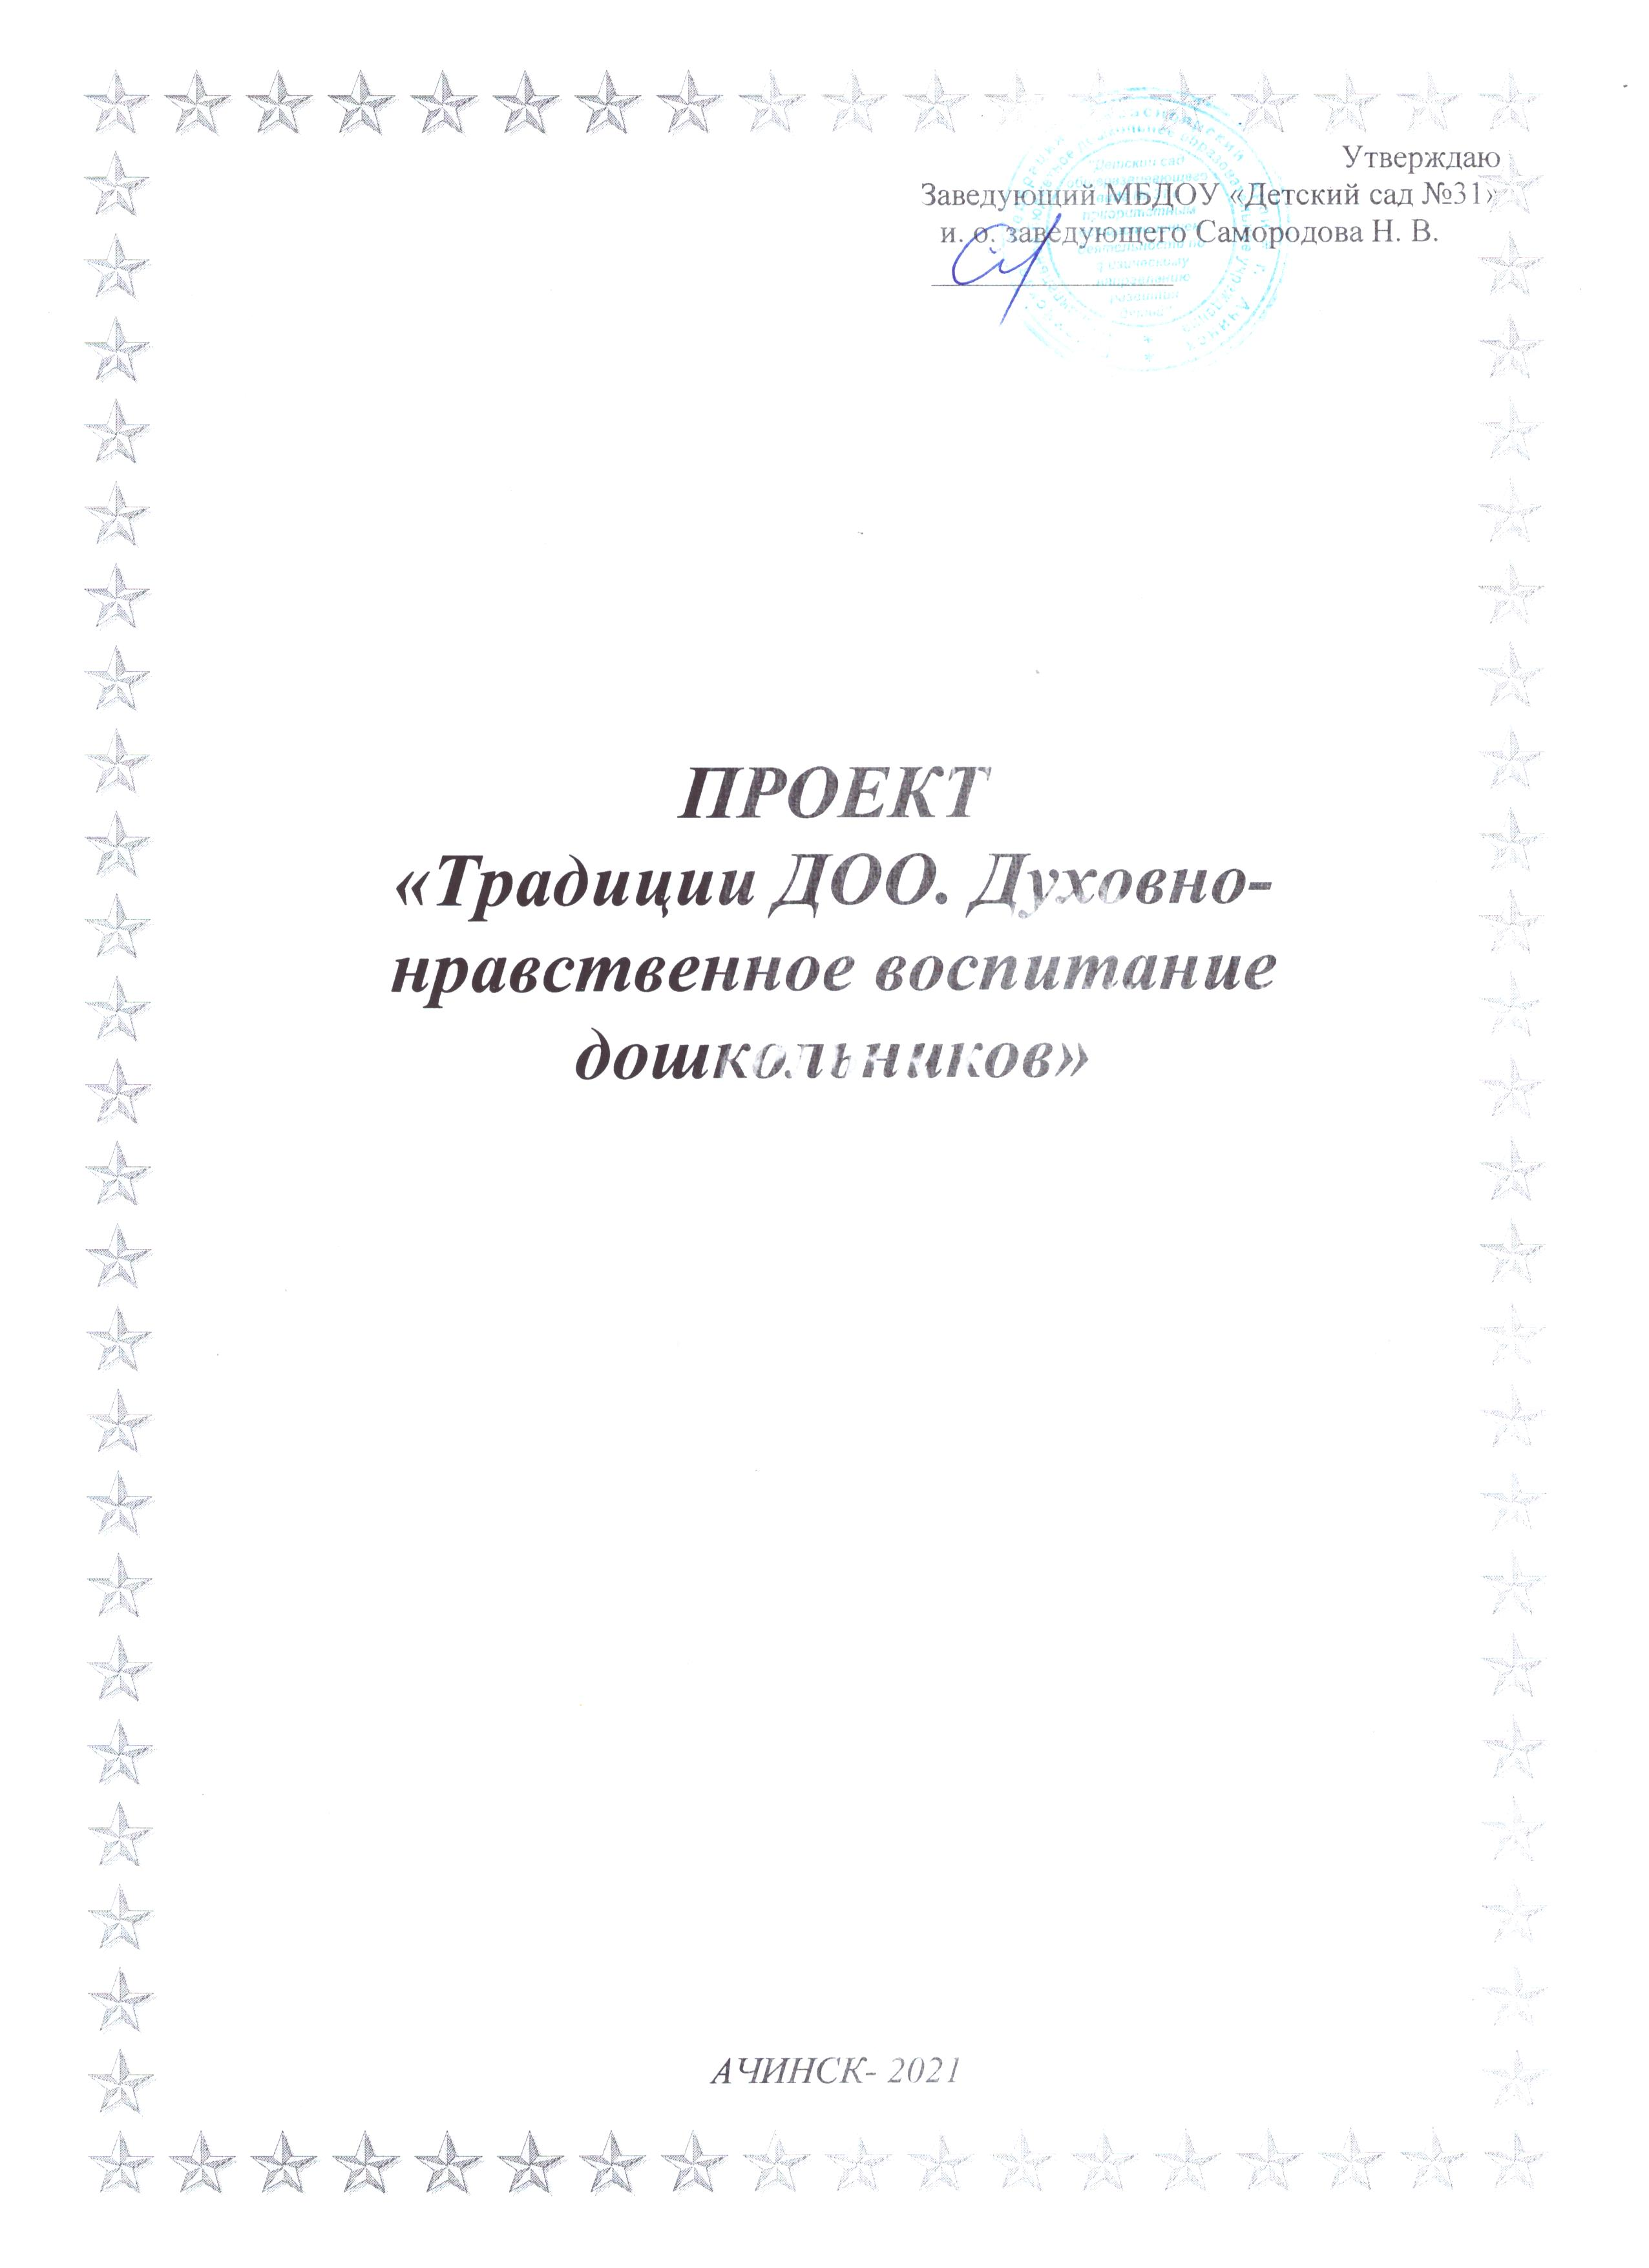 Утверждаю
Заведующий МБДОУ «Детский сад №31»
и. о. заведующего Самородова Н. В.
ПРОЕКТ
«Традиции ДОО. Духовно-
нравственное воспитание
дошкольников»
АЧИНСК- 2021